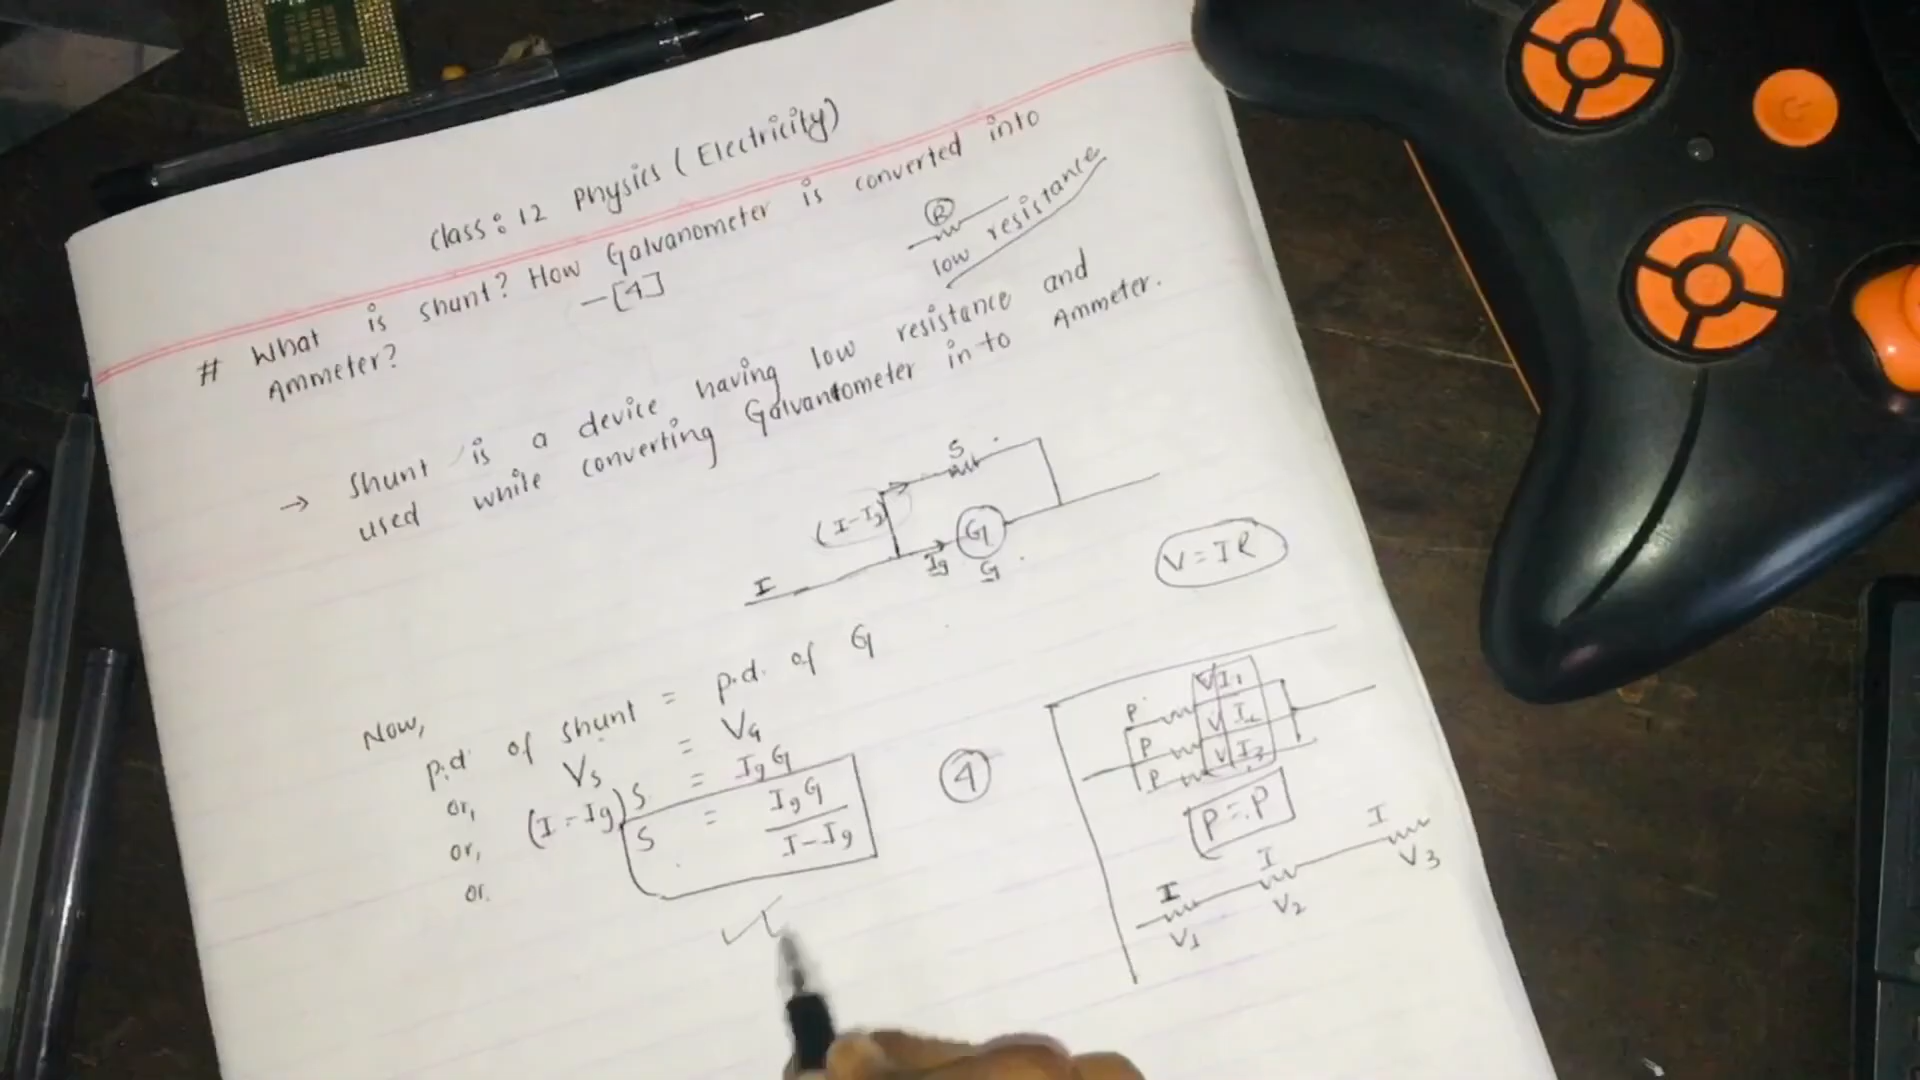 Class: 12 Physics (Electricity)
# What is shunt? How Galvanometer is converted into
Ammeter? -[4]
R
low resistance
→ Shunt is a device having low resistance and
used while converting Galvanometer in to Ammeter.
S
(I-Ig)
G
I
Ig
G
V=IR
Now,
p.d. of shunt = p.d. of G
or, Vs = VG
or, (I-Ig)S = IgG
or. S = IgG
I-Ig
4
P VI1
P V I2
P V I3
P=P
I I I
V1 V2 V3